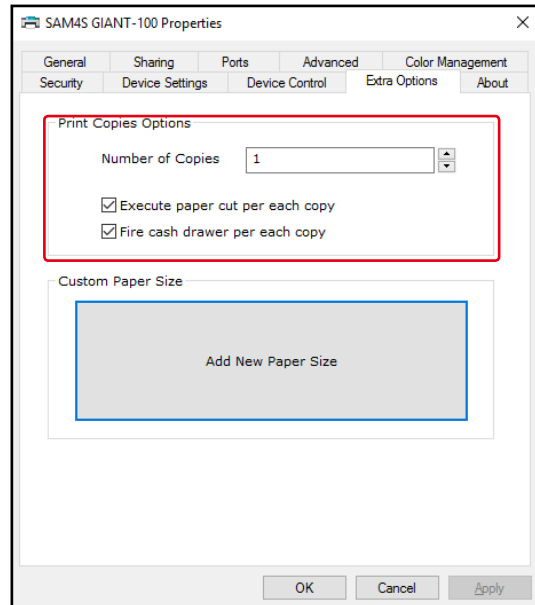 SAM4S GIANT-100 Properties
General Sharing Ports Advanced Color Management
Security Device Settings Device Control Extra Options About
Print Copies Options
Number of Copies 1
Execute paper cut per each copy
Fire cash drawer per each copy
Custom Paper Size
Add New Paper Size
OK Cancel Apply